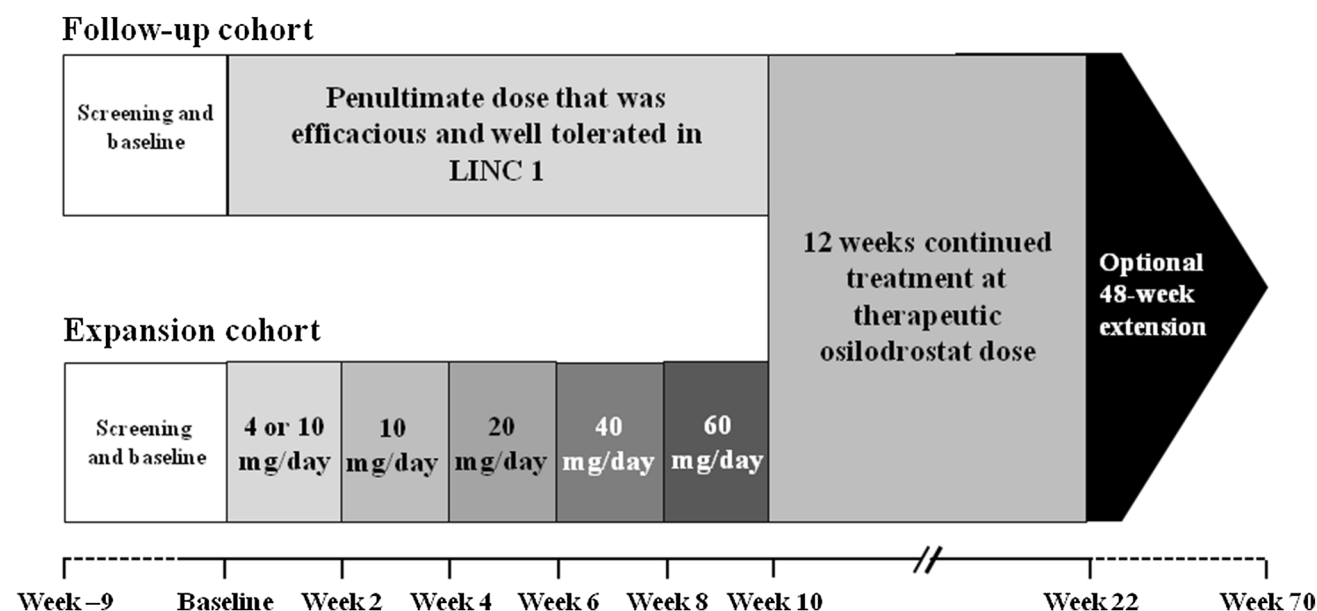 Follow-up cohort
Screening and
baseline
Penultimate dose that was
efficacious and well tolerated in
LINC 1
12 weeks continued
treatment at
therapeutic
osilodrostat dose
Optional
48-week
extension
Expansion cohort
Screening
and baseline
4 or 10
mg/day
10
mg/day
20
mg/day
40
mg/day
60
mg/day
Week –9 Baseline Week 2 Week 4 Week 6 Week 8 Week 10 Week 22 Week 70